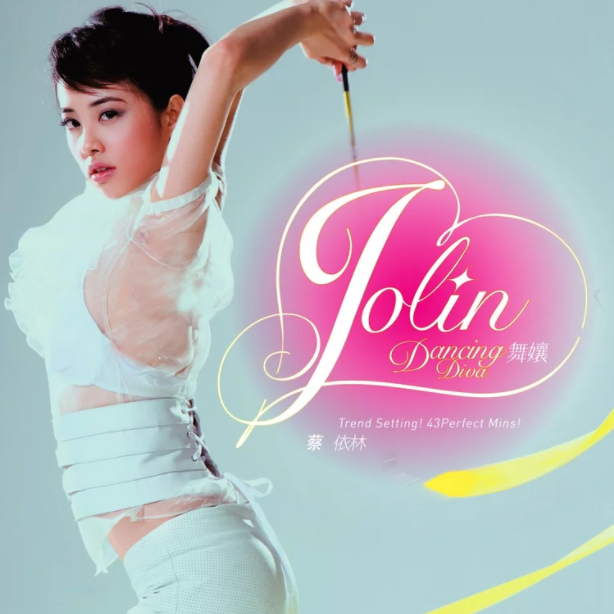 Jolin
Dancing 舞孃
Diva
Trend Setting! 43Perfect Mins!
蔡 依林